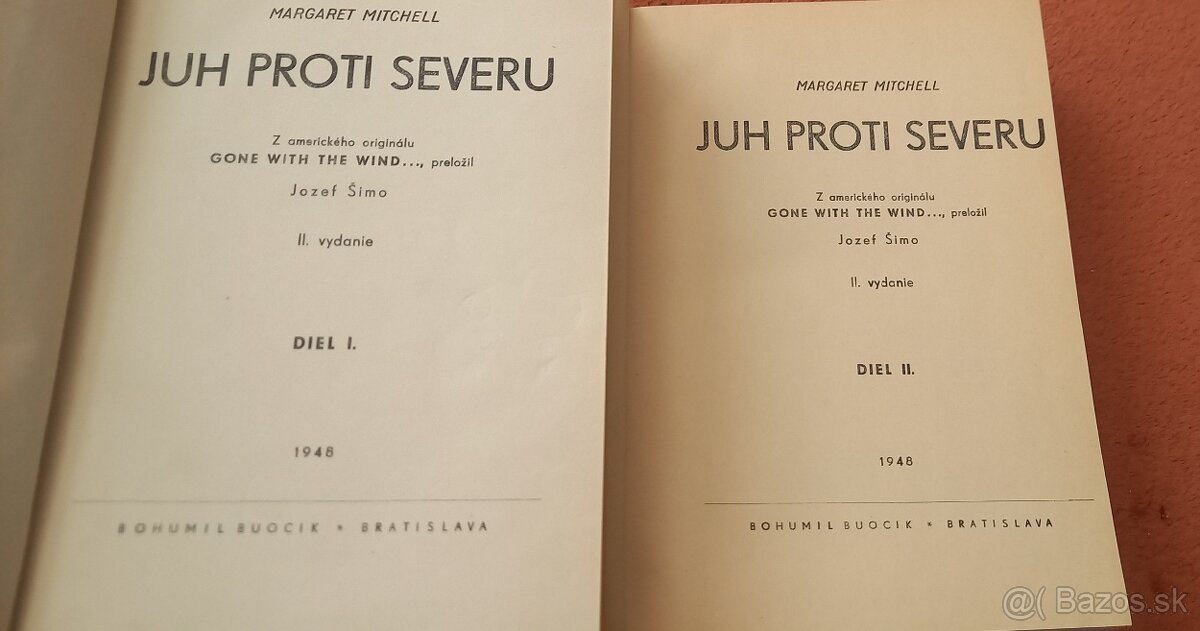 MARGARET MITCHELL
JUH PROTI SEVERU
Z amerického originálu
GONE WITH THE WIND..., preložil
Jozef Šimo
II. vydanie
DIEL I.
1948
BOHUMIL BUOCIK * BRATISLAVA
MARGARET MITCHELL
JUH PROTI SEVERU
Z amerického originálu
GONE WITH THE WIND..., preložil
Jozef Šimo
II. vydanie
DIEL II.
1948
BOHUMIL BUOCIK * BRATISLAVA
@( Bazos.sk